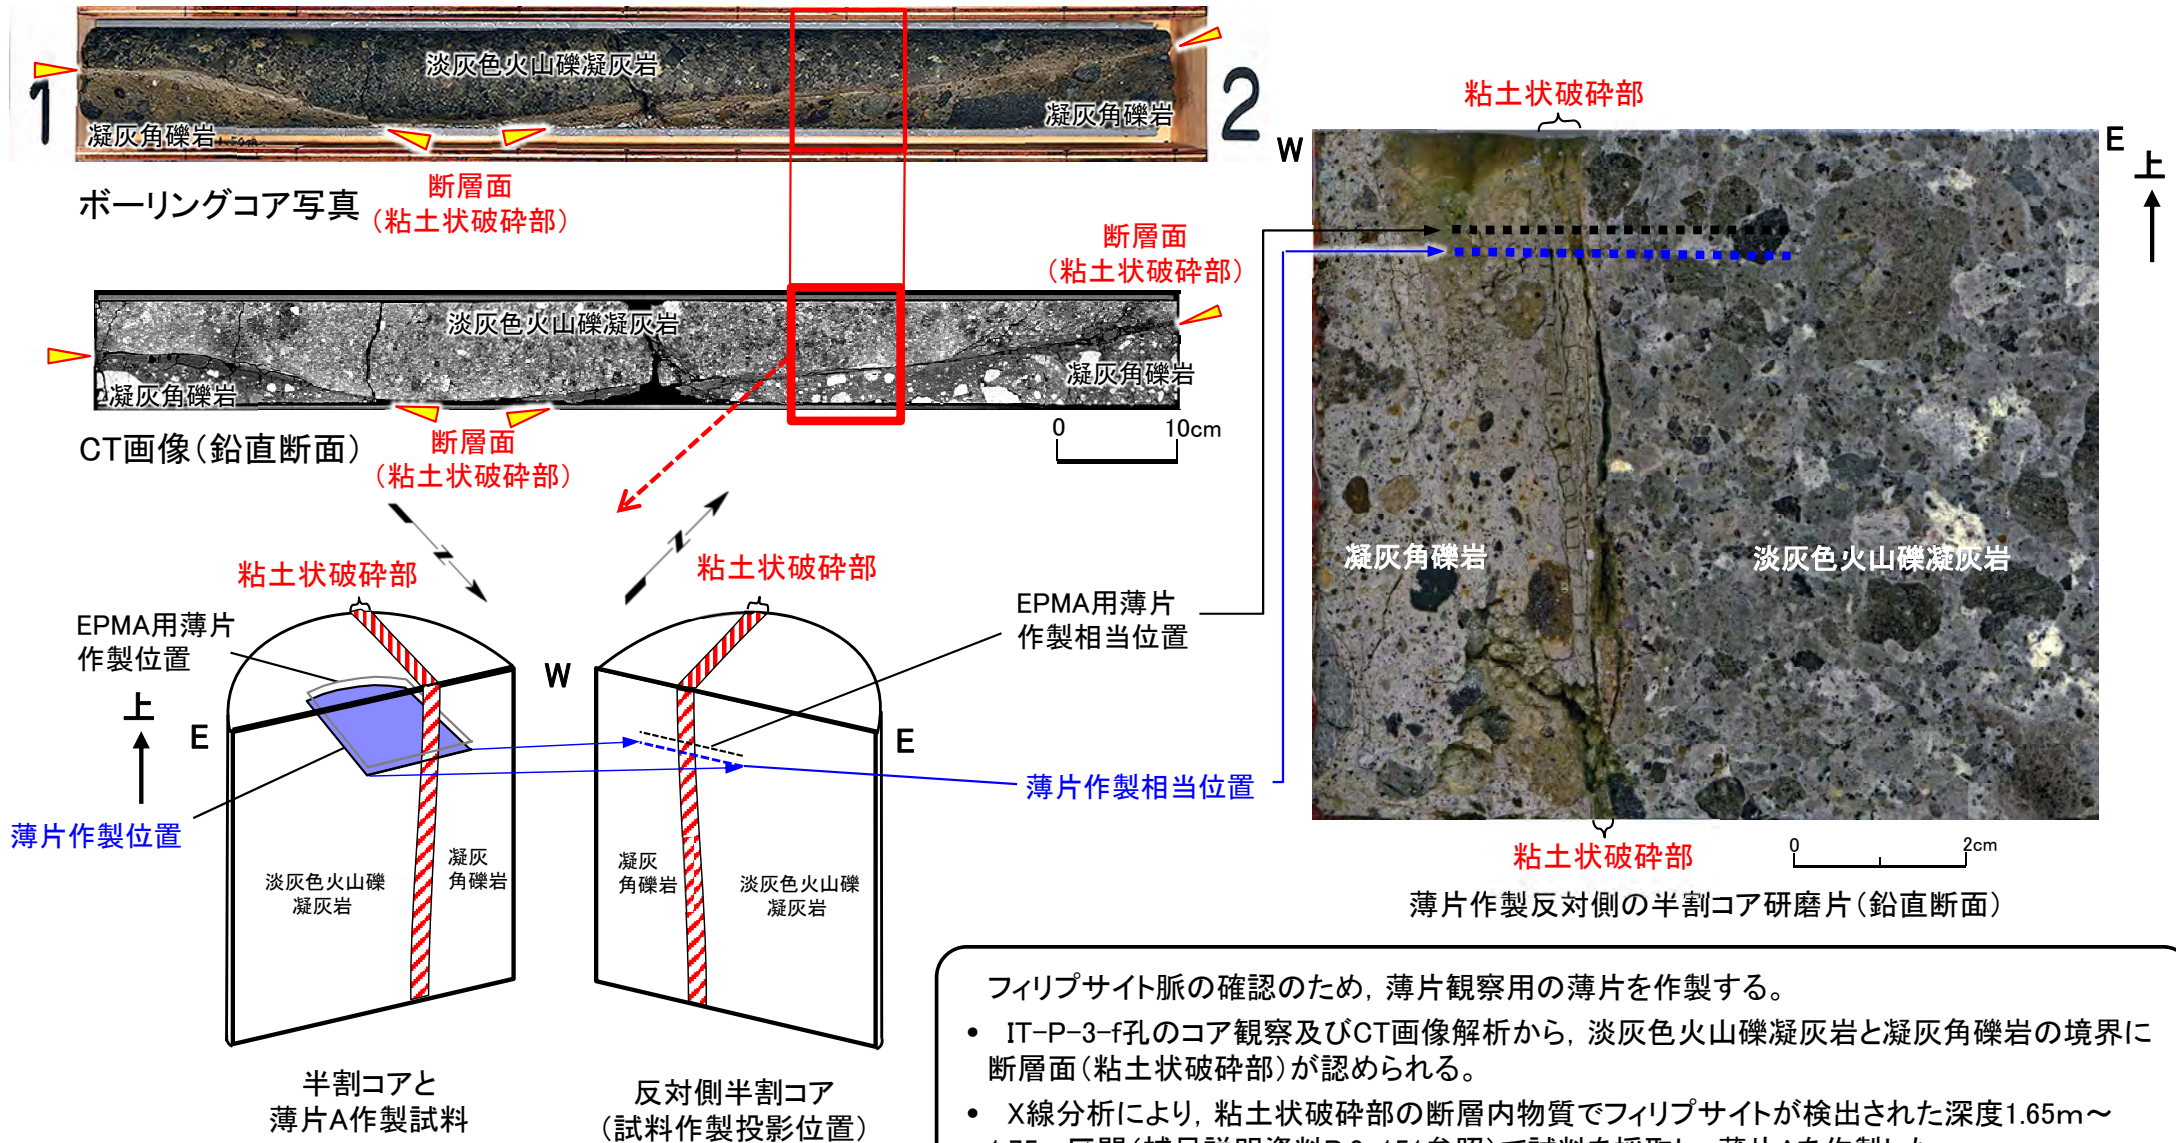 1
淡灰色火山礫凝灰岩
凝灰角礫岩
凝灰角礫岩
2
ボーリングコア写真
断層面
(粘土状破砕部)
断層面
(粘土状破砕部)
淡灰色火山礫凝灰岩
凝灰角礫岩
凝灰角礫岩
CT画像(鉛直断面)
断層面
(粘土状破砕部)
0 10cm
粘土状破砕部
W
E
上
凝灰角礫岩
淡灰色火山礫凝灰岩
粘土状破砕部
0 2cm
薄片作製反対側の半割コア研磨片(鉛直断面)
N
N
粘土状破砕部
粘土状破砕部
EPMA用薄片
作製位置
EPMA用薄片
作製相当位置
上
E
W
E
薄片作製位置
薄片作製相当位置
淡灰色火山礫
凝灰岩
凝灰
角礫岩
凝灰
角礫岩
淡灰色火山礫
凝灰岩
半割コアと
薄片A作製試料
反対側半割コア
(試料作製投影位置)
フィリプサイト脈の確認のため，薄片観察用の薄片を作製する。
• IT-P-3-f孔のコア観察及びCT画像解析から，淡灰色火山礫凝灰岩と凝灰角礫岩の境界に
断層面(粘土状破砕部)が認められる。
• X線分析により，粘土状破砕部の断層内物質でフィリプサイトが検出された深度1.65m～